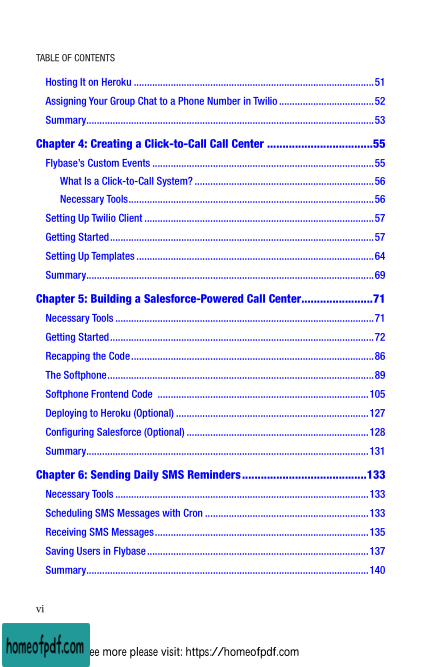 TABLE OF CONTENTS
Hosting It on Heroku ............................................................................................51
Assigning Your Group Chat to a Phone Number in Twilio ....................................52
Summary..............................................................................................................53
Chapter 4: Creating a Click-to-Call Call Center ..................................55
Flybase's Custom Events .....................................................................................55
What Is a Click-to-Call System? .....................................................................56
Necessary Tools..............................................................................................56
Setting Up Twilio Client ........................................................................................57
Getting Started.....................................................................................................57
Setting Up Templates ...........................................................................................64
Summary..............................................................................................................69
Chapter 5: Building a Salesforce-Powered Call Center.......................71
Necessary Tools ...................................................................................................71
Getting Started.....................................................................................................72
Recapping the Code.............................................................................................86
The Softphone......................................................................................................89
Softphone Frontend Code .................................................................................105
Deploying to Heroku (Optional) ..........................................................................127
Configuring Salesforce (Optional) ......................................................................128
Summary............................................................................................................131
Chapter 6: Sending Daily SMS Reminders........................................133
Necessary Tools .................................................................................................133
Scheduling SMS Messages with Cron ...............................................................133
Receiving SMS Messages..................................................................................135
Saving Users in Flybase.....................................................................................137
Summary............................................................................................................140
vi
homeofpdf.com
ee more please visit: https://homeofpdf.com